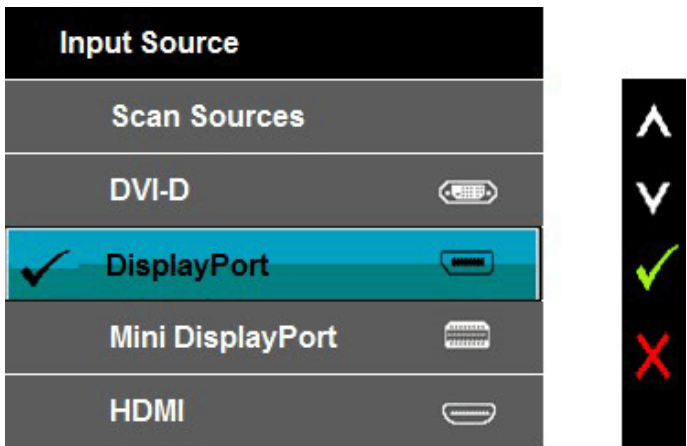 Input Source
Scan Sources
DVI-D
DisplayPort
Mini DisplayPort
HDMI